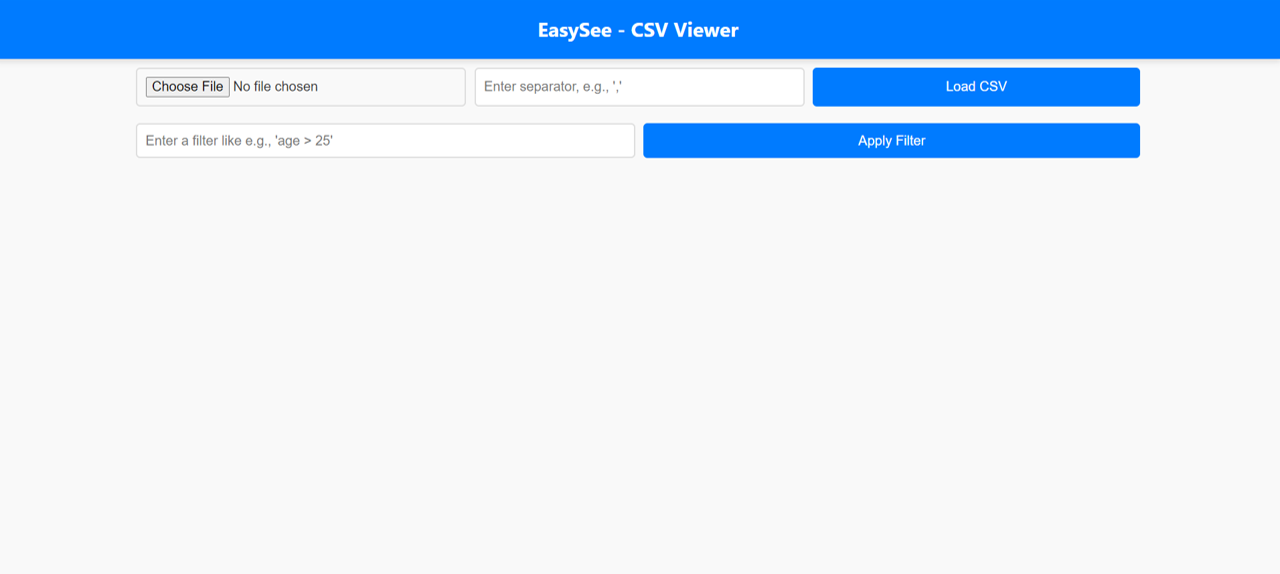 EasySee - CSV Viewer
Choose File No file chosen
Enter separator, e.g., ','
Load CSV
Enter a filter like e.g., 'age > 25'
Apply Filter